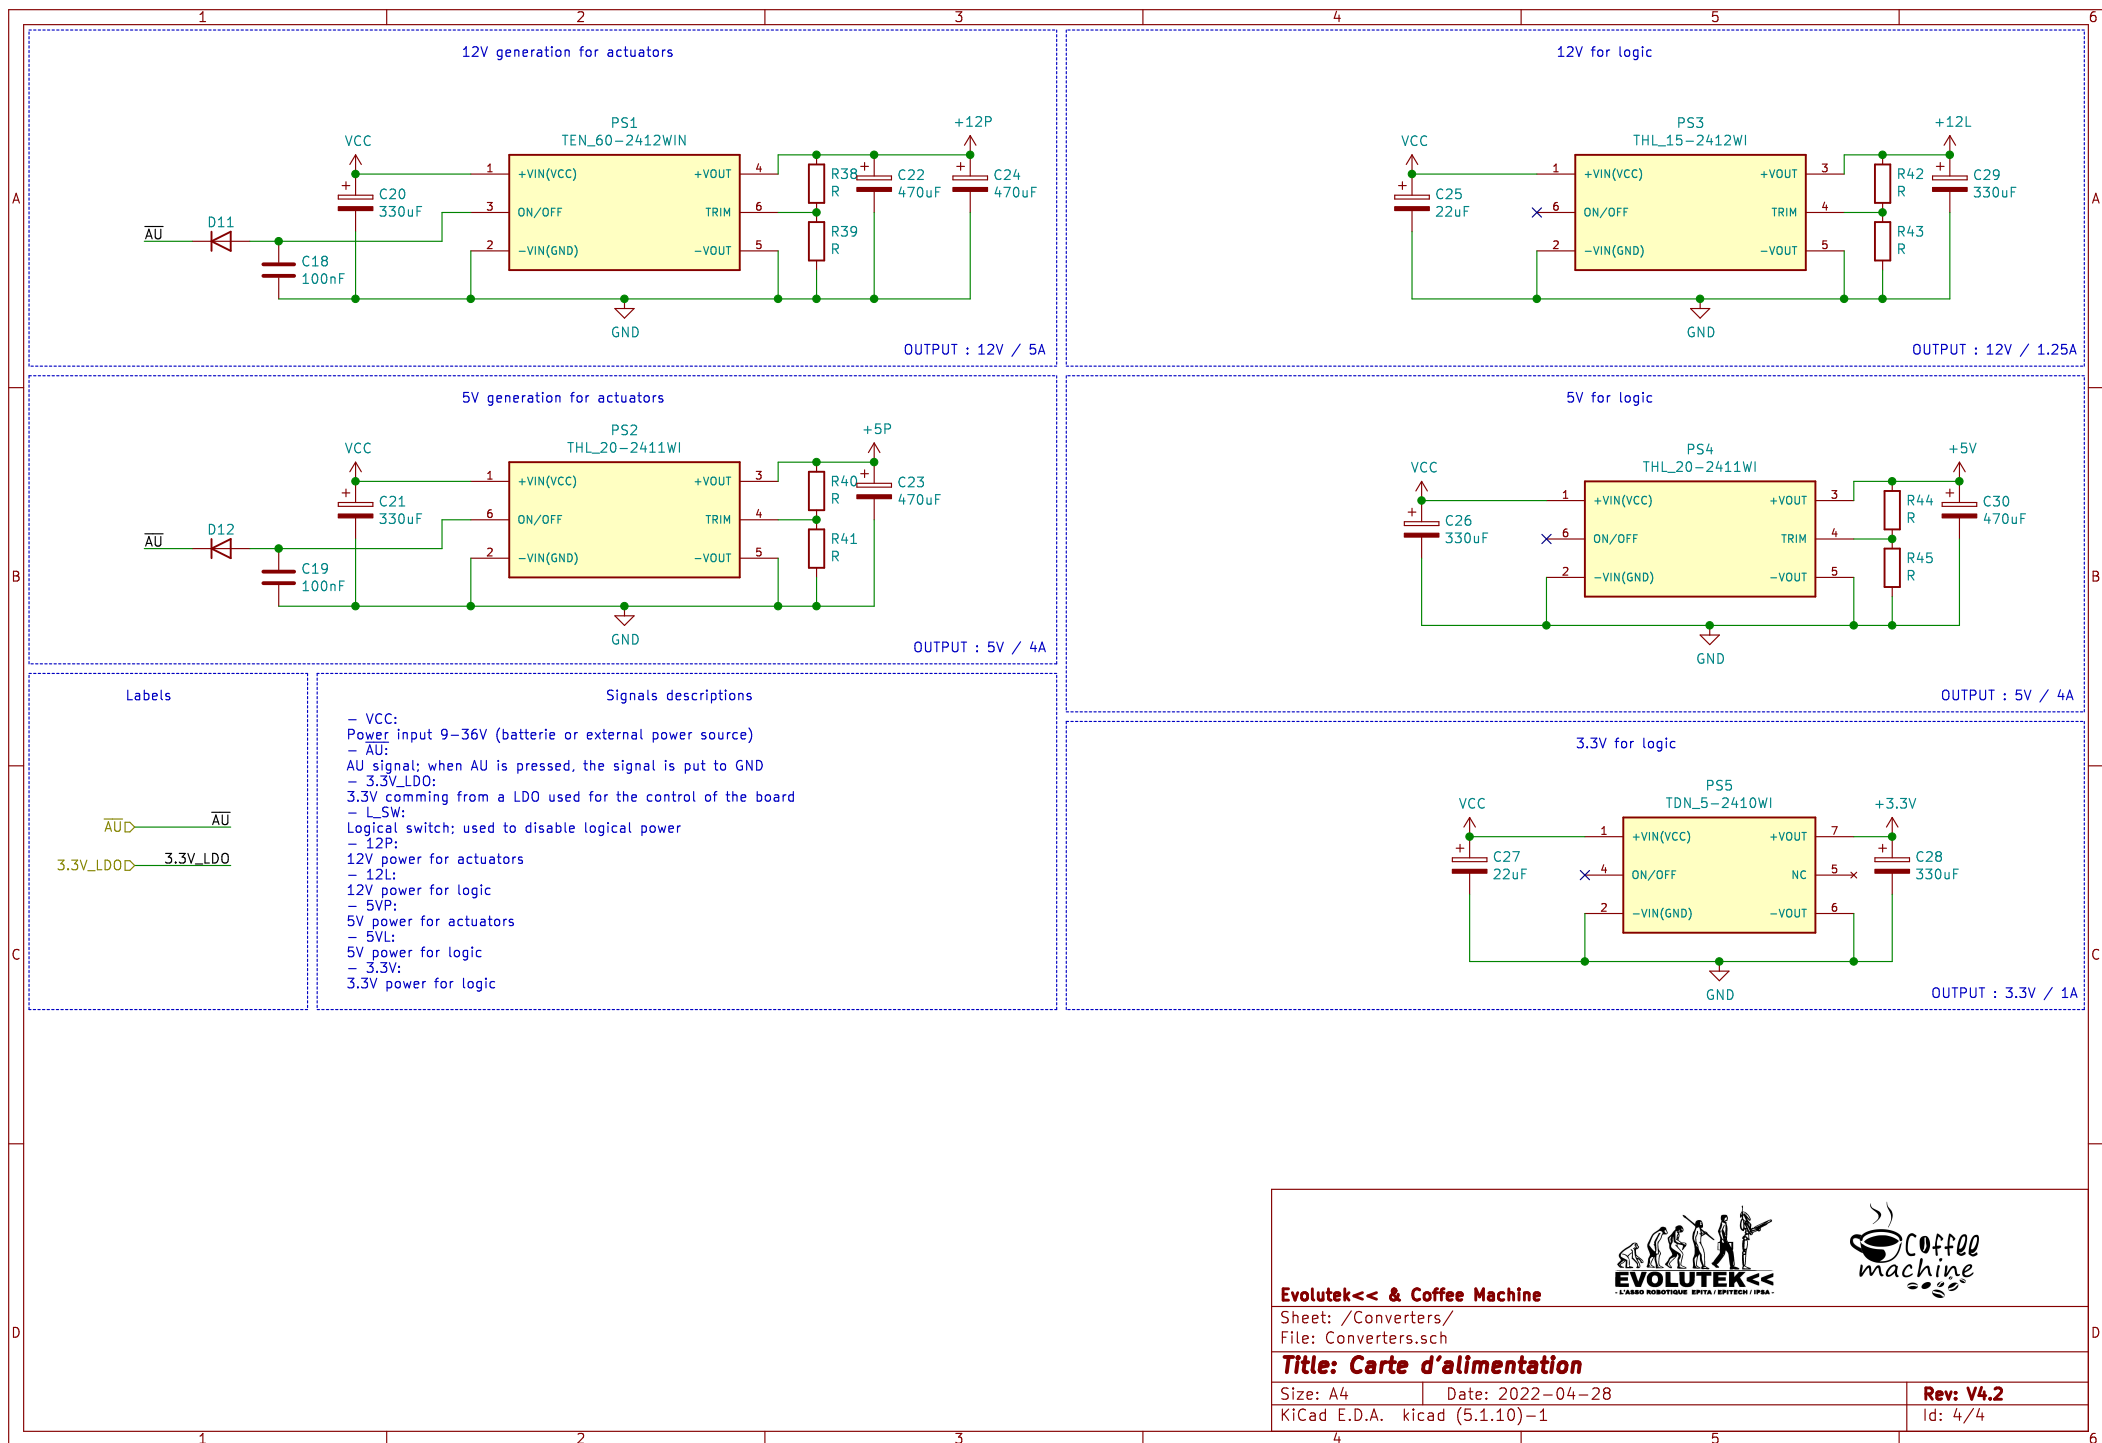 1 2 3 4 5 6
12V generation for actuators
PS1
TEN_60-2412WIN
VCC
+12P
1 +VIN(VCC) +VOUT 4
3 ON/OFF TRIM 6
2 -VIN(GND) -VOUT 5
C20
330uF
R38
R
C22
470uF
C24
470uF
R39
R
AU
D11
C18
100nF
GND
OUTPUT : 12V / 5A
12V for logic
PS3
THL_15-2412WI
VCC
+12L
1 +VIN(VCC) +VOUT 3
6 ON/OFF TRIM 4
2 -VIN(GND) -VOUT 5
C25
22uF
R42
R
C29
330uF
R43
R
GND
OUTPUT : 12V / 1.25A
A
A
5V generation for actuators
PS2
THL_20-2411WI
VCC
+5P
1 +VIN(VCC) +VOUT 3
6 ON/OFF TRIM 4
2 -VIN(GND) -VOUT 5
C21
330uF
R40
R
C23
470uF
R41
R
AU
D12
C19
100nF
GND
OUTPUT : 5V / 4A
5V for logic
PS4
THL_20-2411WI
VCC
+5V
1 +VIN(VCC) +VOUT 3
6 ON/OFF TRIM 4
2 -VIN(GND) -VOUT 5
C26
330uF
R44
R
C30
470uF
R45
R
GND
OUTPUT : 5V / 4A
B
B
Labels
AU AU
3.3V_LDO 3.3V_LDO
Signals descriptions
- VCC:
Power input 9-36V (batterie or external power source)
- AU:
AU signal; when AU is pressed, the signal is put to GND
- 3.3V_LDO:
3.3V comming from a LDO used for the control of the board
- L_SW:
Logical switch; used to disable logical power
- 12P:
12V power for actuators
- 12L:
12V power for logic
- 5VP:
5V power for actuators
- 5VL:
5V power for logic
- 3.3V:
3.3V power for logic
3.3V for logic
PS5
TDN_5-2410WI
VCC
+3.3V
1 +VIN(VCC) +VOUT 7
4 ON/OFF NC 5
2 -VIN(GND) -VOUT 6
C27
22uF
C28
330uF
GND
OUTPUT : 3.3V / 1A
C
C
D
D
EVOLUTEK<<
- L'ASSO ROBOTIQUE EPITA / EPITECH / IPSA -
Coffee
machine
Evolutek<< & Coffee Machine
Sheet: /Converters/
File: Converters.sch
Title: Carte d'alimentation
Size: A4 Date: 2022-04-28 Rev: V4.2
KiCad E.D.A. kicad (5.1.10)-1 Id: 4/4
1 2 3 4 5 6